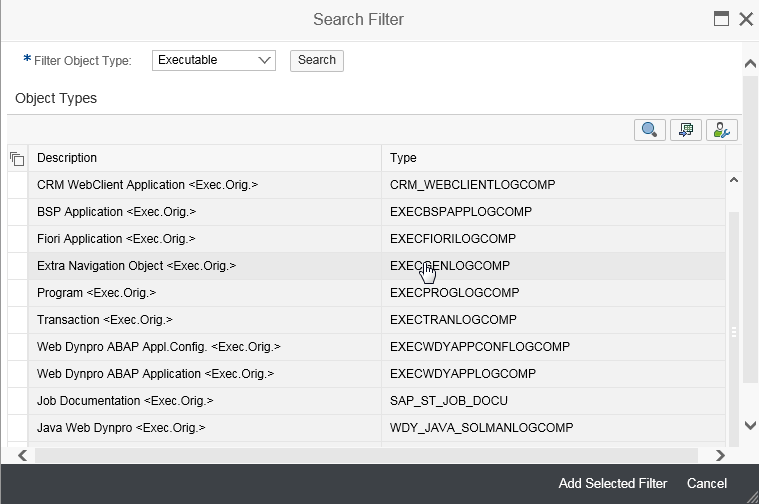 Search Filter
* Filter Object Type: Executable Search
Object Types
Description Type
CRM WebClient Application <Exec.Orig.> CRM_WEBCLIENTLOGCOMP
BSP Application <Exec.Orig.> EXECBSPAPPLOGCOMP
Fiori Application <Exec.Orig.> EXECFIORILOGCOMP
Extra Navigation Object <Exec.Orig.>
Program <Exec.Orig.> EXECPROGLOGCOMP
Transaction <Exec.Orig.> EXECTRANLOGCOMP
Web Dynpro ABAP Appl.Config. <Exec.Orig.> EXECWDYAPPCONFLOGCOMP
Web Dynpro ABAP Application <Exec.Orig.> EXECWDYAPPLOGCOMP
Job Documentation <Exec.Orig.> SAP_ST_JOB_DOCU
Java Web Dynpro <Exec.Orig.> WDY_JAVA_SOLMANLOGCOMP
Add Selected Filter Cancel